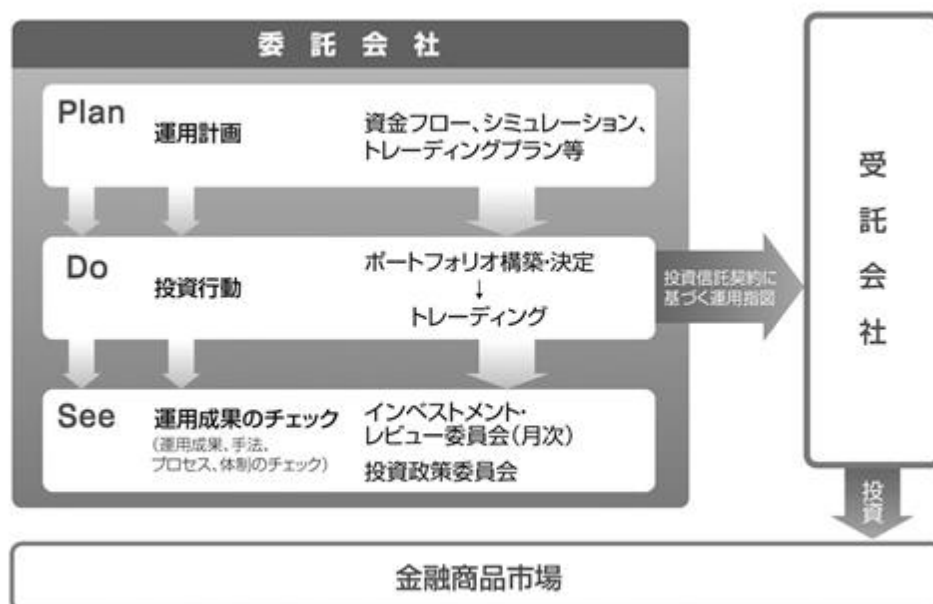 委託会社
Plan
運用計画
資金フロー、シミュレーション、
トレーディングプラン等
Do
投資行動
ポートフォリオ構築・決定
↓
トレーディング
投資信託契約に
基づく運用指図
See
運用成果のチェック
(運用成果、手法、
プロセス、体制のチェック)
インベストメント・
レビュー委員会(月次)
投資政策委員会
受託会社
投資
金融商品市場